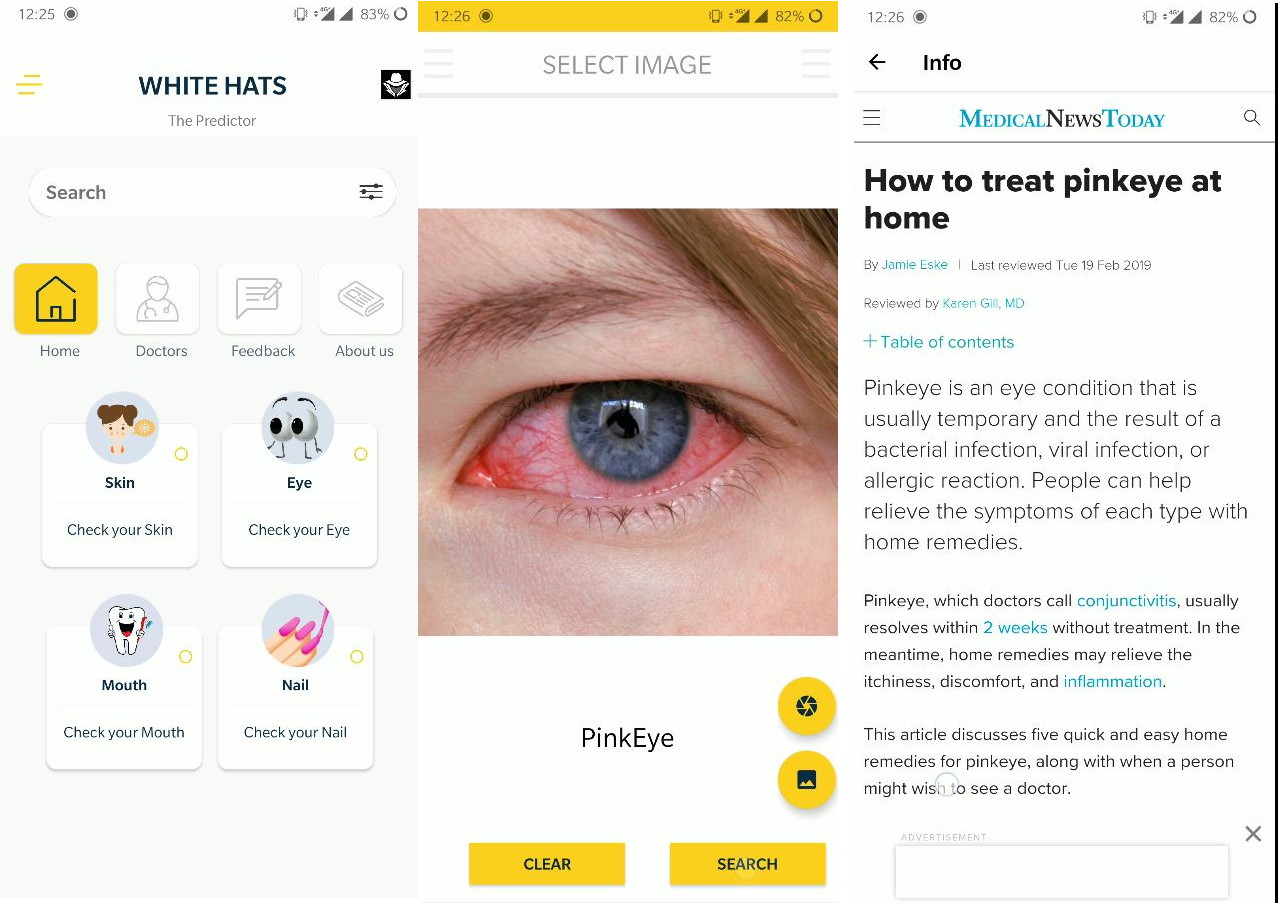 12:25
4G
83%
WHITE HATS
The Predictor
Search
Home
Doctors
Feedback
About us
Skin
Eye
Check your Skin
Check your Eye
Mouth
Nail
Check your Mouth
Check your Nail
12:26
4G
82%
SELECT IMAGE
PinkEye
CLEAR
SEARCH
12:26
4G
82%
Info
MEDICALNEWSTODAY
How to treat pinkeye at
home
By Jamie Eske | Last reviewed Tue 19 Feb 2019
Reviewed by Karen Gill, MD
+ Table of contents
Pinkeye is an eye condition that is
usually temporary and the result of a
bacterial infection, viral infection, or
allergic reaction. People can help
relieve the symptoms of each type with
home remedies.
Pinkeye, which doctors call conjunctivitis, usually
resolves within 2 weeks without treatment. In the
meantime, home remedies may relieve the
itchiness, discomfort, and inflammation.
This article discusses five quick and easy home
remedies for pinkeye, along with when a person
might wish to see a doctor.
ADVERTISEMENT